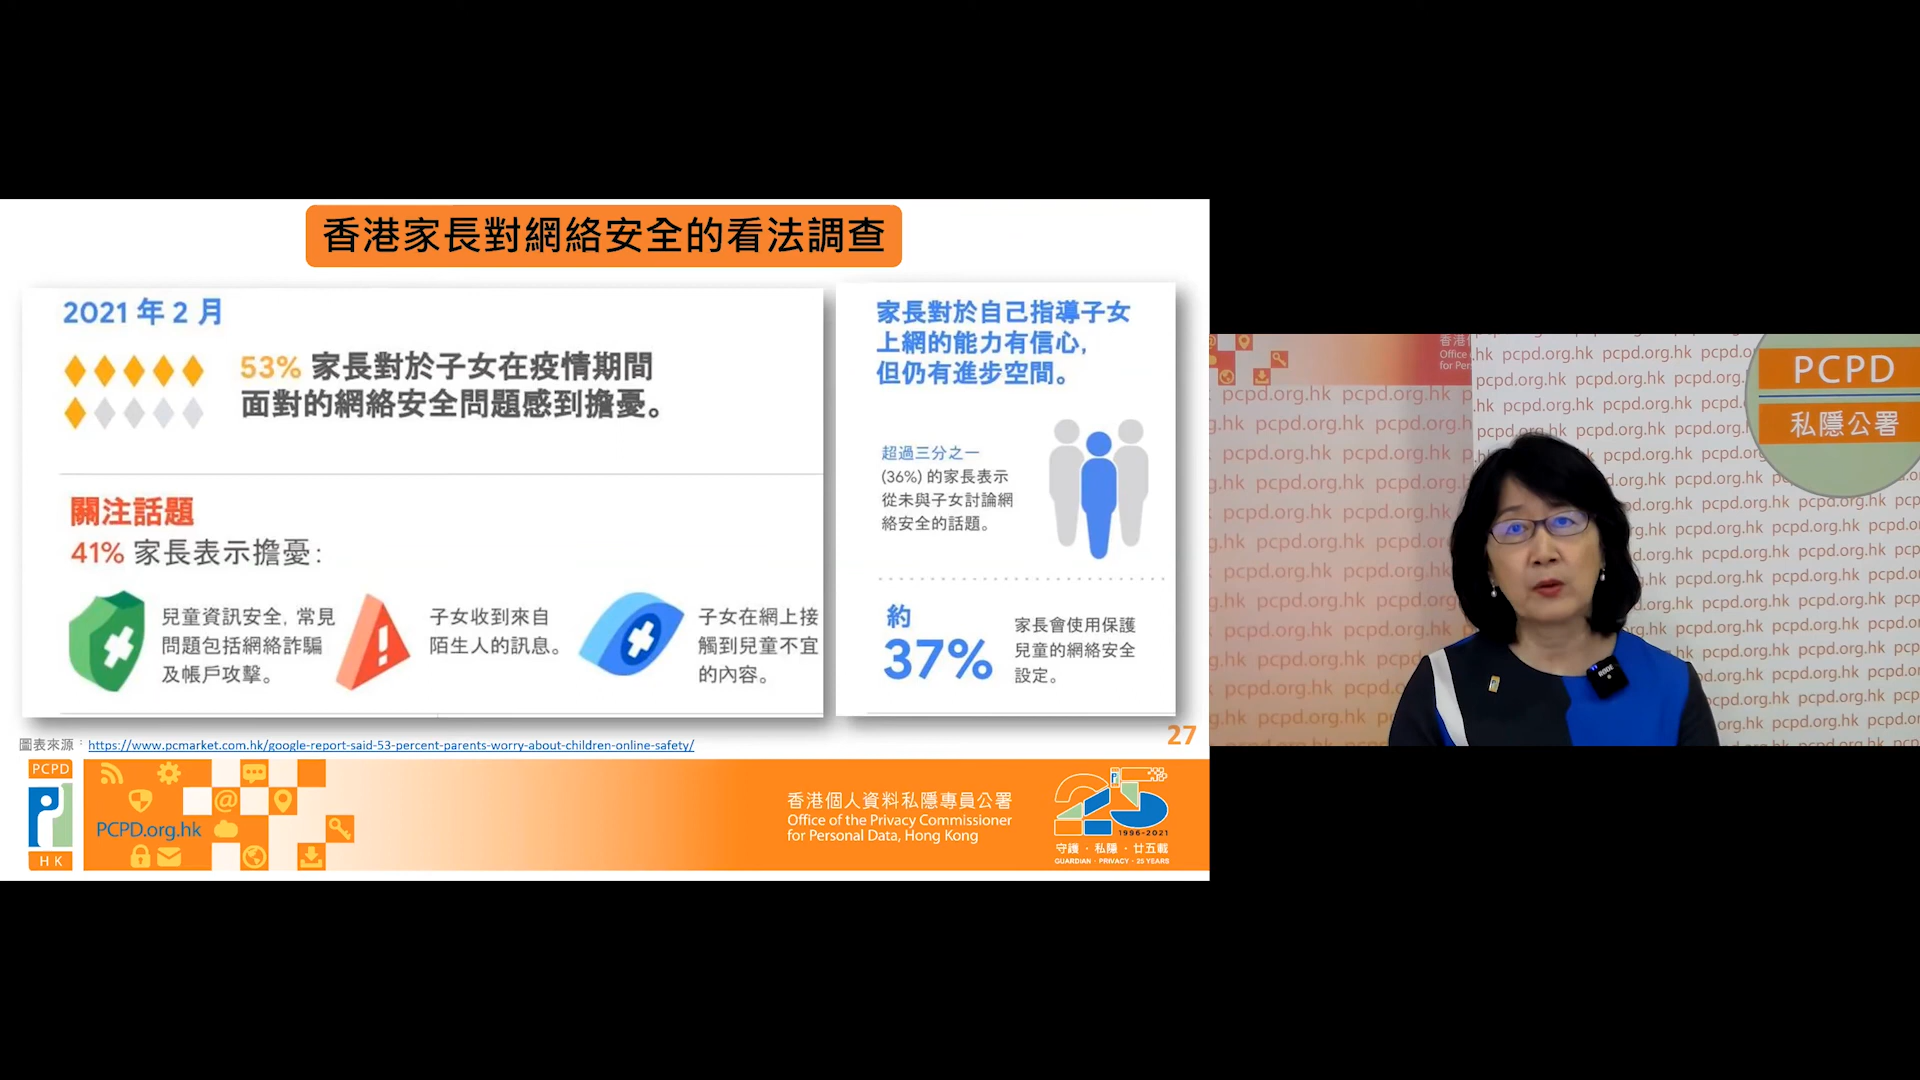 香港家長對網絡安全的看法調查
2021 年 2 月
53% 家長對於子女在疫情期間
面對的網絡安全問題感到擔憂。
關注話題
41% 家長表示擔憂：
兒童資訊安全, 常見
問題包括網絡詐騙
及帳戶攻擊。
子女收到來自
陌生人的訊息。
子女在網上接
觸到兒童不宜
的內容。
家長對於自己指導子女
上網的能力有信心,
但仍有進步空間。
超過三分之一
(36%) 的家長表示
從未與子女討論網
絡安全的話題。
約
37%
家長會使用保護
兒童的網絡安全
設定。
圖表來源：https://www.pcmarket.com.hk/google-report-said-53-percent-parents-worry-about-children-online-safety/
27
PCPD
HK
PCPD.org.hk
香港個人資料私隱專員公署
Office of the Privacy Commissioner
for Personal Data, Hong Kong
1996-2021
守護 · 私隱 · 廿五載
GUARDIAN · PRIVACY · 25 YEARS
PCPD
私隱公署
pcpd.org.hk
RODE